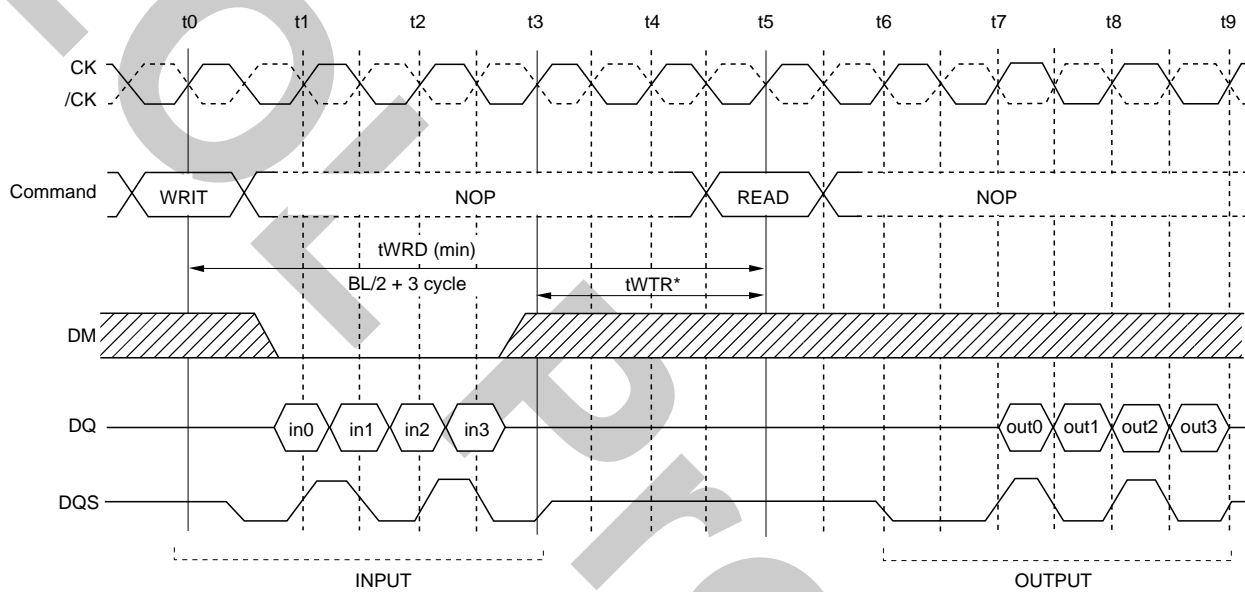 t0 t1 t2 t3 t4 t5 t6 t7 t8 t9
CK
/CK
Command WRIT NOP READ NOP
tWRD (min)
BL/2 + 3 cycle tWTR*
DM
DQ in0 in1 in2 in3 out0 out1 out2 out3
DQS
INPUT OUTPUT